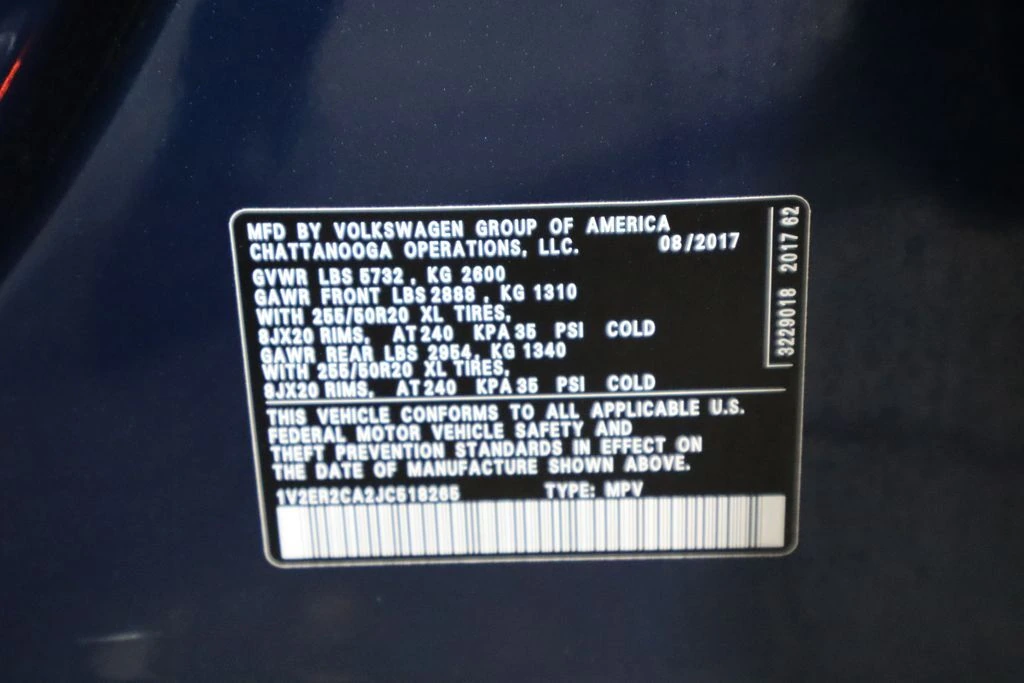 MFD BY VOLKSWAGEN GROUP OF AMERICA
CHATTANOOGA OPERATIONS, LLC. 08/2017
GVWR LBS 5732 , KG 2600
GAWR FRONT LBS 2888 , KG 1310
WITH 255/50R20 XL TIRES,
8JX20 RIMS, AT 240 KPA 35 PSI COLD
GAWR REAR LBS 2954, KG 1340
WITH 255/50R20 XL TIRES,
8JX20 RIMS, AT 240 KPA 35 PSI COLD
THIS VEHICLE CONFORMS TO ALL APPLICABLE U.S.
FEDERAL MOTOR VEHICLE SAFETY AND
THEFT PREVENTION STANDARDS IN EFFECT ON
THE DATE OF MANUFACTURE SHOWN ABOVE.
1V2ER2CA2JC518265 TYPE: MPV
3229018 2017 62